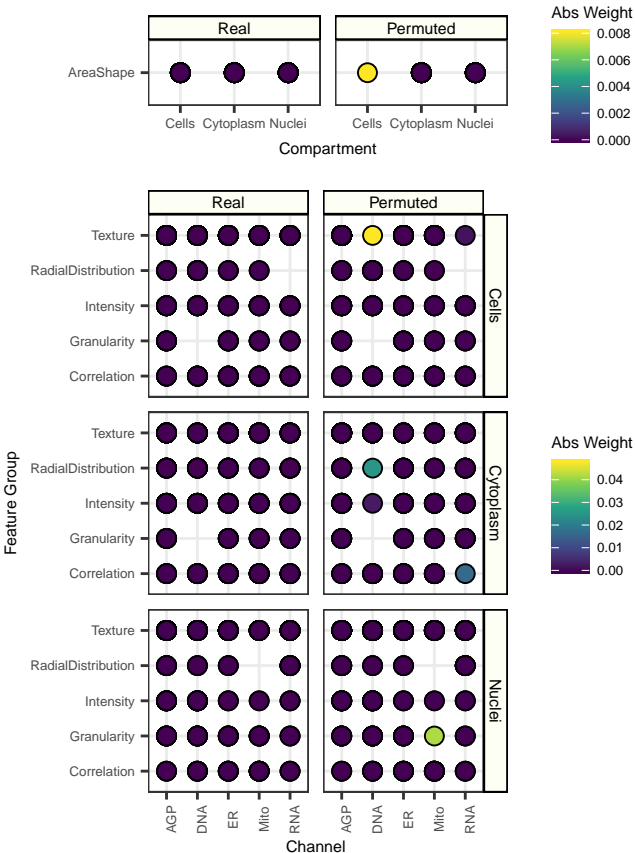 Real
Permuted
AreaShape
Cells
Cytoplasm
Nuclei
Cells
Cytoplasm
Nuclei
Compartment
Abs Weight
0.008
0.006
0.004
0.002
0.000
Real
Permuted
Texture
RadialDistribution
Intensity
Granularity
Correlation
Cells
Texture
RadialDistribution
Intensity
Granularity
Correlation
Cytoplasm
Texture
RadialDistribution
Intensity
Granularity
Correlation
Nuclei
Feature Group
AGP
DNA
ER
Mito
RNA
AGP
DNA
ER
Mito
RNA
Channel
Abs Weight
0.04
0.03
0.02
0.01
0.00